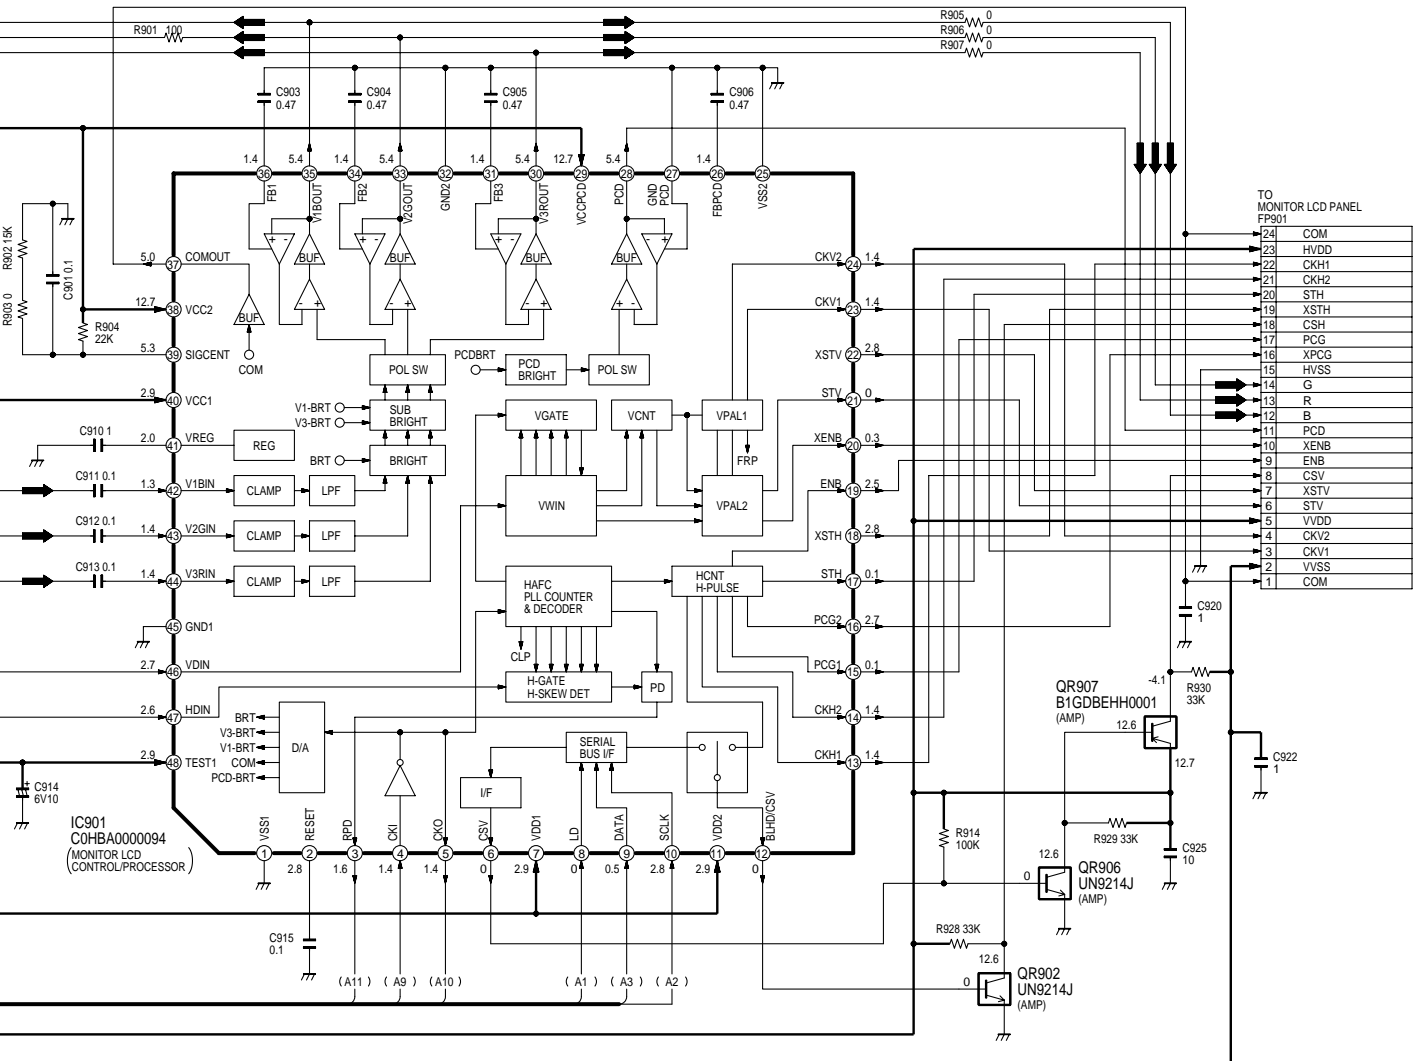 R901 100
R905 0
R906 0
R907 0
C903
0.47
C904
0.47
C905
0.47
C906
0.47
1.4
5.4
1.4
5.4
1.4
5.4
12.7
5.4
1.4
36
35
34
33
32
31
30
29
28
27
26
25
FB1
V1BOUT
FB2
V2GOUT
GND2
FB3
V3ROUT
VCCPCD
PCD
GND
PCD
FBPCD
VSS2
R902 15K
R903 0
C901 0.1
R904
22K
5.0
37
COMOUT
12.7
38
VCC2
5.3
39
SIGCENT
2.9
40
VCC1
C910 1
2.0
41
VREG
C911 0.1
1.3
42
V1BIN
C912 0.1
1.4
43
V2GIN
C913 0.1
1.4
44
V3RIN
45
GND1
2.7
46
VDIN
2.6
47
HDIN
2.9
48
TEST1
C914
6V10
+
BUF
COM
+ -
BUF
- +
+ -
BUF
- +
+ -
BUF
- +
BUF
+ -
+ -
POL SW
PCDBRT
PCD
BRIGHT
POL SW
V1-BRT
V3-BRT
SUB
BRIGHT
BRT
BRIGHT
REG
CLAMP
LPF
CLAMP
LPF
CLAMP
LPF
VGATE
VCNT
VPAL1
FRP
VWIN
VPAL2
HAFC
PLL COUNTER
& DECODER
HCNT
H-PULSE
CLP
H-GATE
H-SKEW DET
PD
BRT
V3-BRT
V1-BRT
COM
PCD-BRT
D/A
SERIAL
BUS I/F
I/F
CKV2
24
1.4
CKV1
23
1.4
XSTV
22
2.8
STV
21
0
XENB
20
0.3
ENB
19
2.5
XSTH
18
2.8
STH
17
0.1
PCG2
16
2.7
PCG1
15
0.1
CKH2
14
1.4
CKH1
13
1.4
IC901
C0HBA0000094
(MONITOR LCD
CONTROL/PROCESSOR)
VSS1
RESET
RPD
CKI
CKO
CSV
VDD1
LD
DATA
SCLK
VDD2
BLHD/CSV
1
2
3
4
5
6
7
8
9
10
11
12
2.8
1.6
1.4
1.4
0
2.9
0
0.5
2.8
2.9
0
C915
0.1
(A11)
(A9)
(A10)
(A1)
(A3)
(A2)
TO
MONITOR LCD PANEL
FP901
24 COM
23 HVDD
22 CKH1
21 CKH2
20 STH
19 XSTH
18 CSH
17 PCG
16 XPCG
15 HVSS
14 G
13 R
12 B
11 PCD
10 XENB
9 ENB
8 CSV
7 XSTV
6 STV
5 VVDD
4 CKV2
3 CKV1
2 VVSS
1 COM
C920
1
-4.1
R930
33K
QR907
B1GDBEHH0001
(AMP)
12.6
12.7
C922
1
R914
100K
R929 33K
C925
10
12.6
0
QR906
UN9214J
(AMP)
R928 33K
12.6
0
QR902
UN9214J
(AMP)